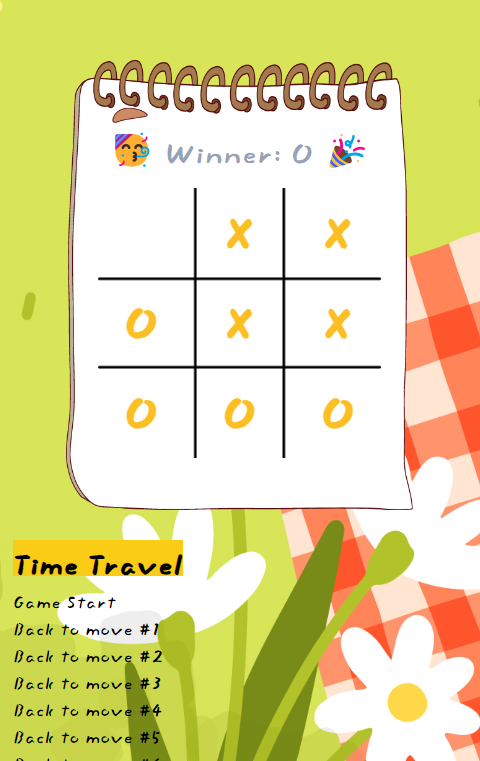 Winner: O
X X
O X X
O O O
Time Travel
Game Start
Back to move #1
Back to move #2
Back to move #3
Back to move #4
Back to move #5